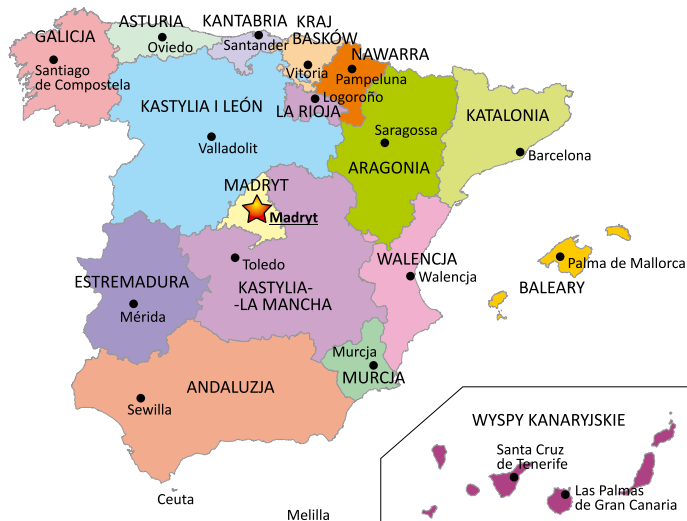 ASTURIA
KANTABRIA
KRAJ
BASKÓW
GALICJA
Oviedo
Santander
NAWARRA
Santiago
de Compostela
Vitoria
Pampeluna
KASTYLIA I LEÓN
Logoroño
LA RIOJA
KATALONIA
Saragossa
Valladolit
Barcelona
ARAGONIA
MADRYT
Madryt
WALENCJA
Toledo
Palma de Mallorca
Walencja
ESTREMADURA
KASTYLIA-
-LA MANCHA
BALEARY
Mérida
Murcja
MURCJA
ANDALUZJA
Sewilla
WYSPY KANARYJSKIE
Santa Cruz
de Tenerife
Las Palmas
de Gran Canaria
Ceuta
Melilla